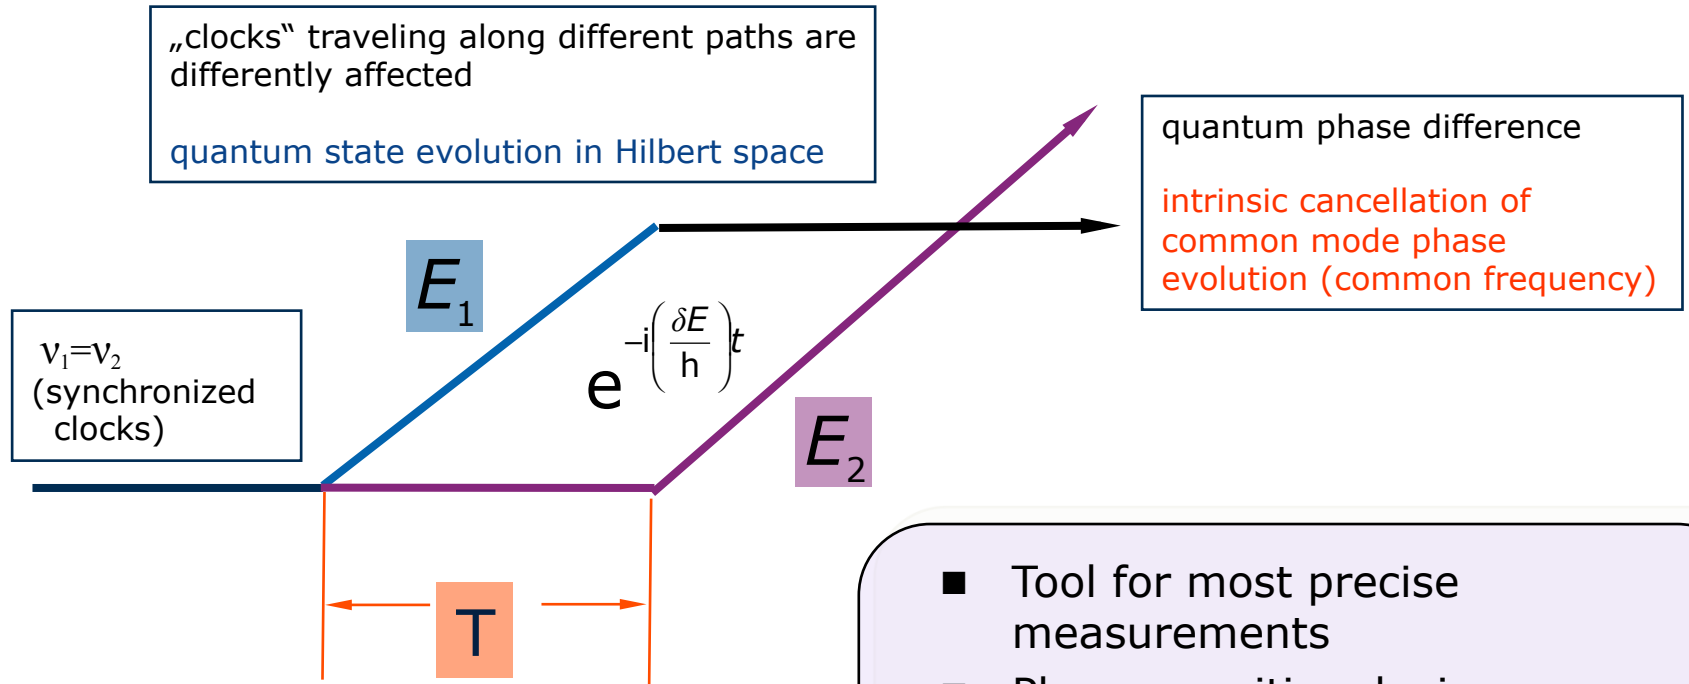 „clocks“ traveling along different paths are
differently affected
quantum state evolution in Hilbert space
quantum phase difference
intrinsic cancellation of
common mode phase
evolution (common frequency)
E₁
ν₁=ν₂
(synchronized
clocks)
e^{−i(δE/h)t}
E₂
T
■ Tool for most precise
measurements